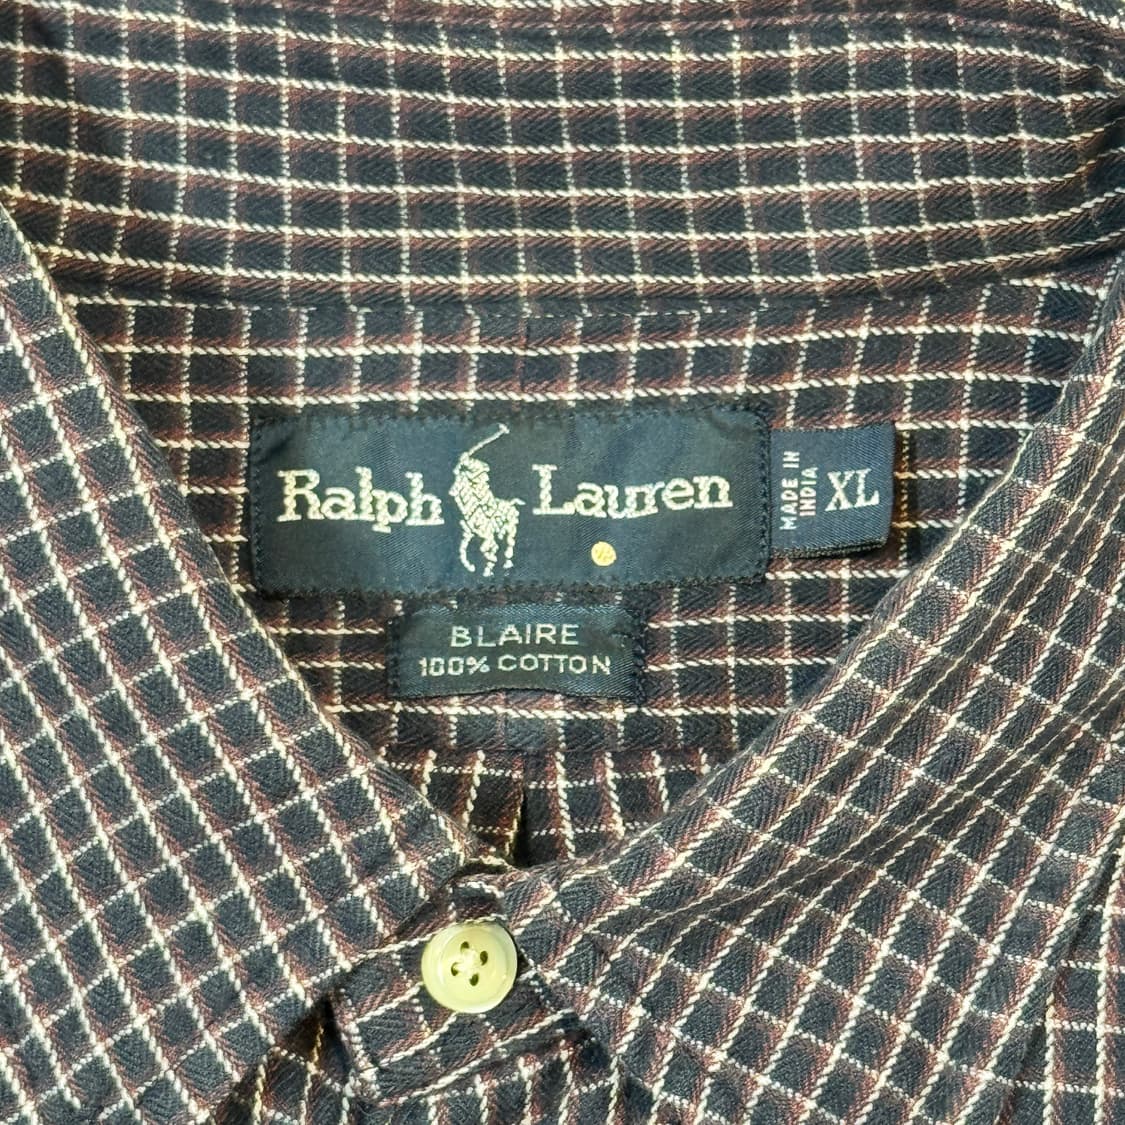 Ralph Lauren
MADE IN
INDIA
XL
BLAIRE
100% COTTON